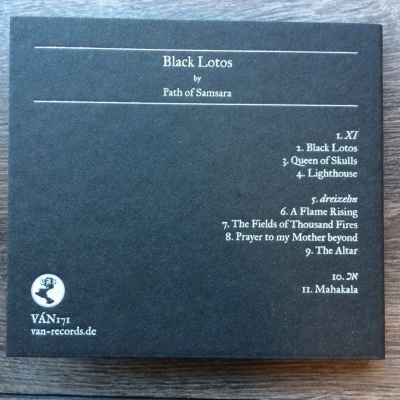 Black Lotos
by
Path of Samsara
1. XI
2. Black Lotos
3. Queen of Skulls
4. Lighthouse
5. dreizehn
6. A Flame Rising
7. The Fields of Thousand Fires
8. Prayer to my Mother beyond
9. The Altar
10. אכ
11. Mahakala
VÁN171
van-records.de